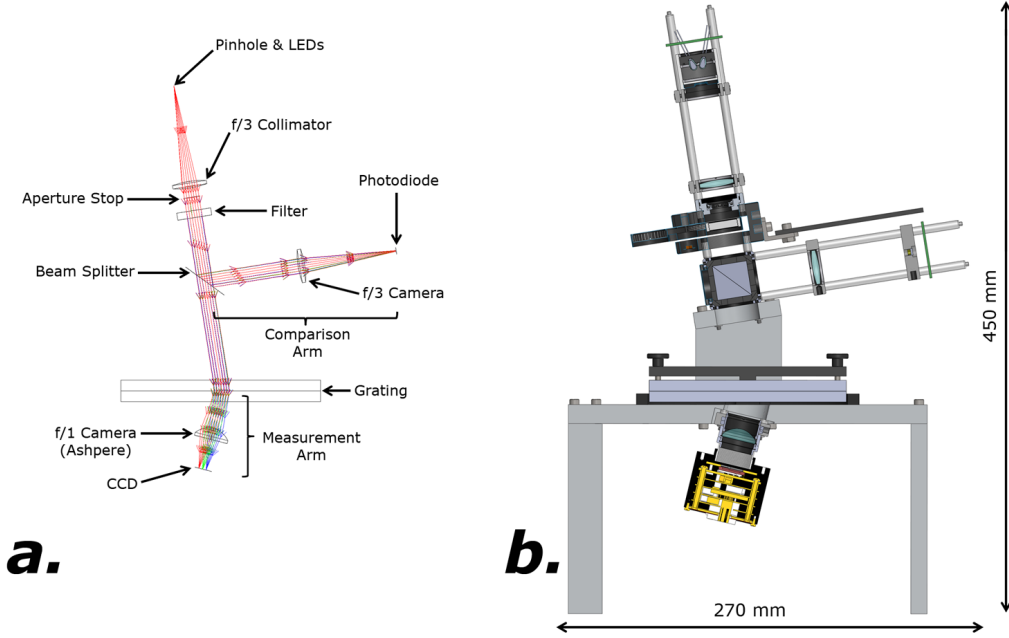 Pinhole & LEDs
f/3 Collimator
Aperture Stop
Filter
Photodiode
Beam Splitter
f/3 Camera
Comparison
Arm
Grating
f/1 Camera
(Ashpere)
Measurement
Arm
CCD
a.
b.
450 mm
270 mm